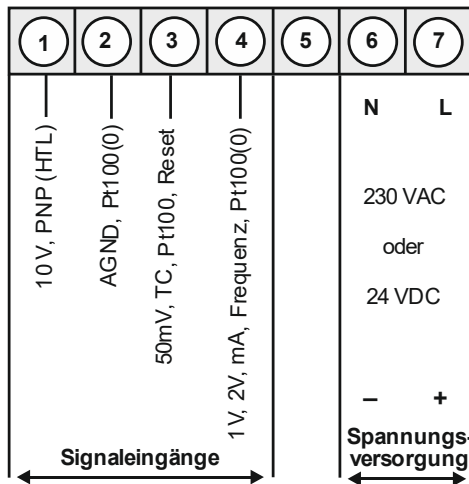 1 2 3 4 5 6 7
10 V, PNP (HTL)
AGND, Pt100(0)
50mV, TC, Pt100, Reset
1 V, 2V, mA, Frequenz, Pt100(0)
N L
230 VAC
oder
24 VDC
– +
Signaleingänge
Spannungs-
versorgung